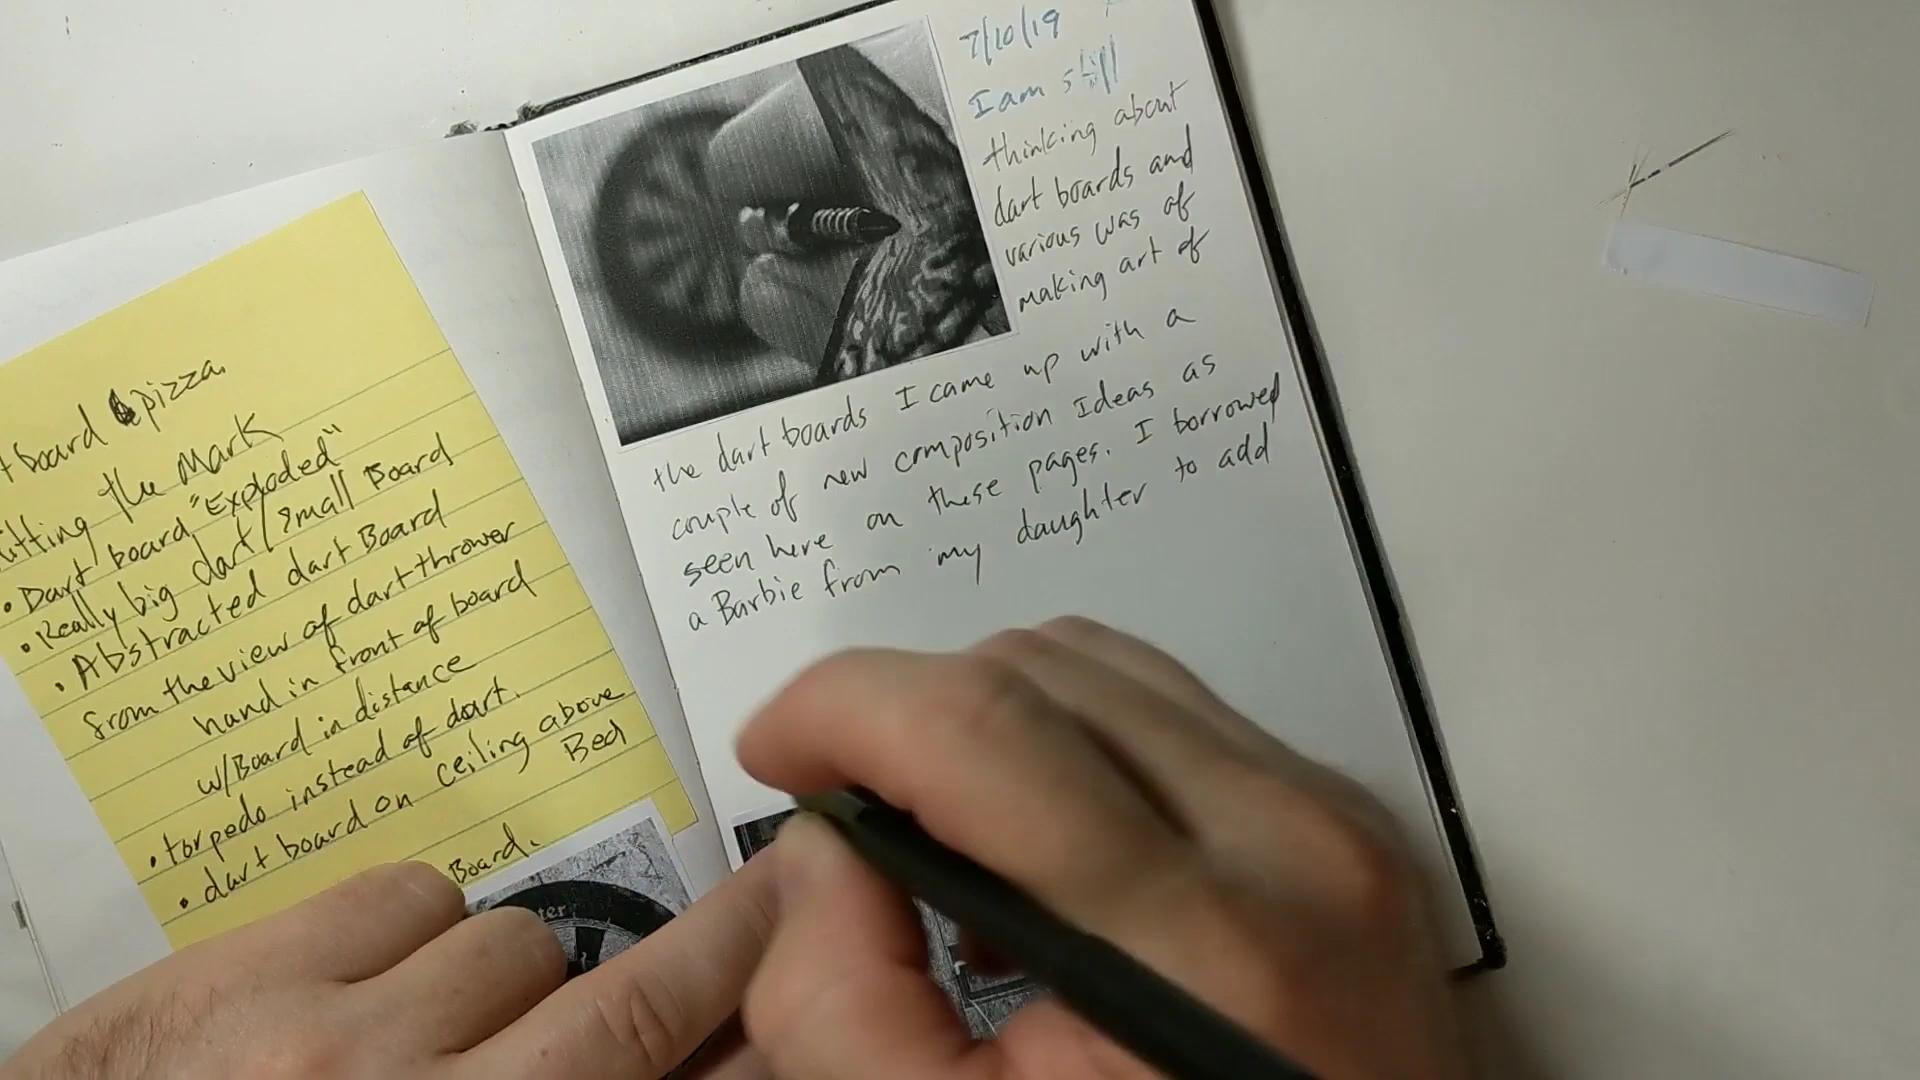 board & pizza.
the Mark
• Dart board "Exploded"
• Really big dart/small Board
• Abstracted dart Board
from the view of dart thrower
hand in front of board
w/Board in distance
• torpedo instead of dart.
• dart board on ceiling above
Bed
Board.
7/10/19
I am still
thinking about
dart boards and
various was of
making art of
the dart boards I came up with a
couple of new composition Ideas as
seen here on these pages. I borrowed
a Barbie from my daughter to add